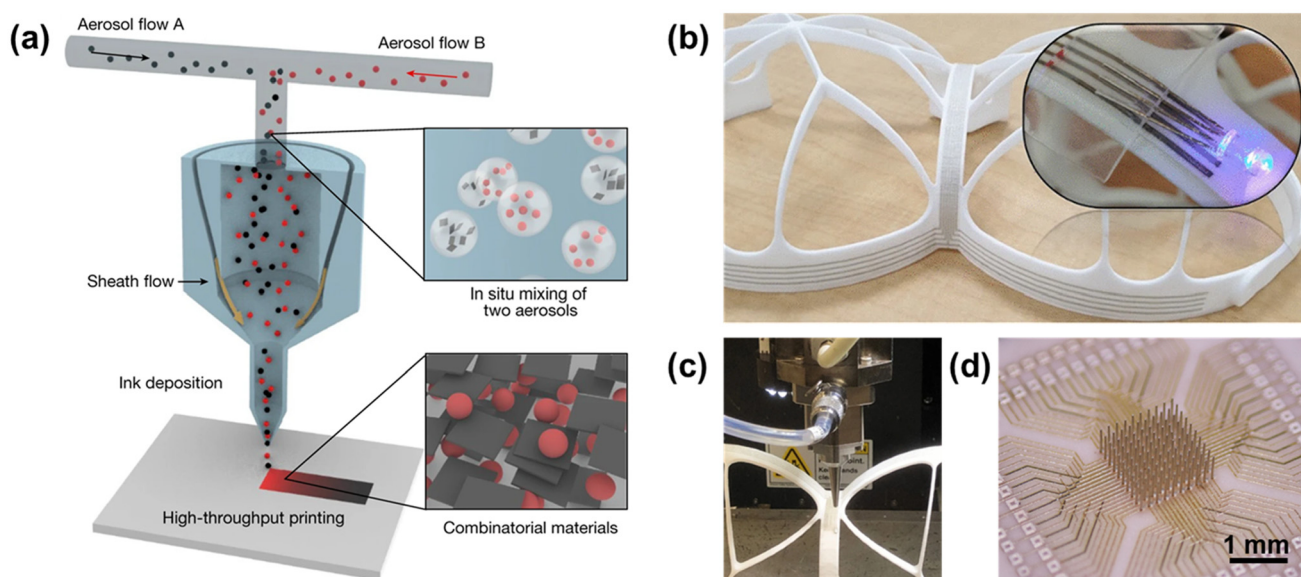 (a)
Aerosol flow A
Aerosol flow B
Sheath flow
In situ mixing of
two aerosols
Ink deposition
High-throughput printing
Combinatorial materials
(b)
(c)
(d)
1 mm